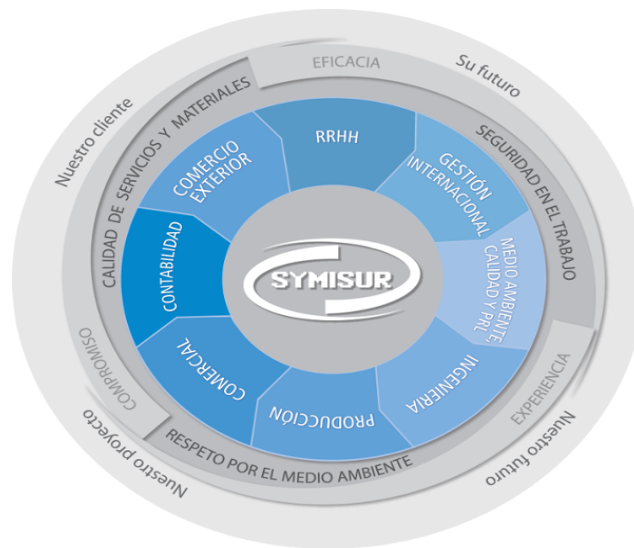 EFICACIA
Su futuro
Nuestro cliente
CALIDAD DE SERVICIOS Y MATERIALES
SEGURIDAD EN EL TRABAJO
RRHH
GESTIÓN
INTERNACIONAL
COMERCIO
EXTERIOR
MEDIO AMBIENTE,
CALIDAD Y PRL
CONTABILIDAD
SYMISUR
INGENIERIA
COMERCIAL
PRODUCCIÓN
COMPROMISO
EXPERIENCIA
RESPETO POR EL MEDIO AMBIENTE
Nuestro proyecto
Nuestro futuro